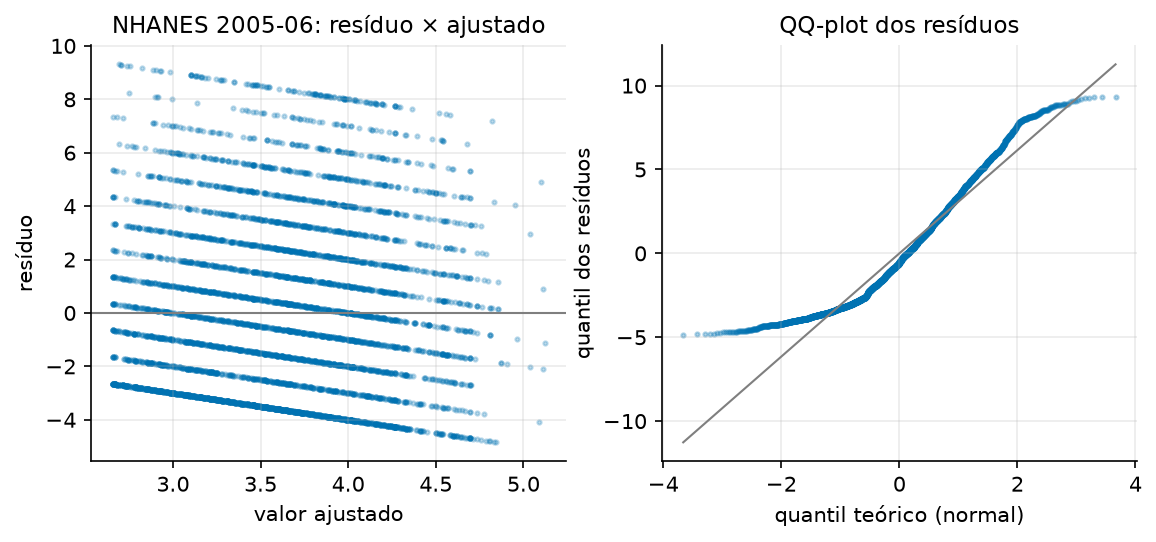 NHANES 2005-06: resíduo × ajustado
10
8
6
4
2
0
−2
−4
resíduo
3.0 3.5 4.0 4.5 5.0
valor ajustado
QQ-plot dos resíduos
10
5
0
−5
−10
quantil dos resíduos
−4 −2 0 2 4
quantil teórico (normal)